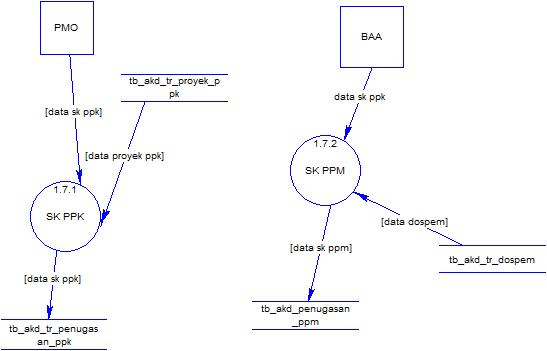 PMO
BAA
tb_akd_tr_proyek_p
pk
data sk ppk
[data sk ppk]
[data proyek ppk]
1.7.2
SK PPM
1.7.1
SK PPK
[data dospem]
[data sk ppm]
tb_akd_tr_dospem
[data sk ppk]
tb_akd_penugasan
_ppm
tb_akd_tr_penugas
an_ppk